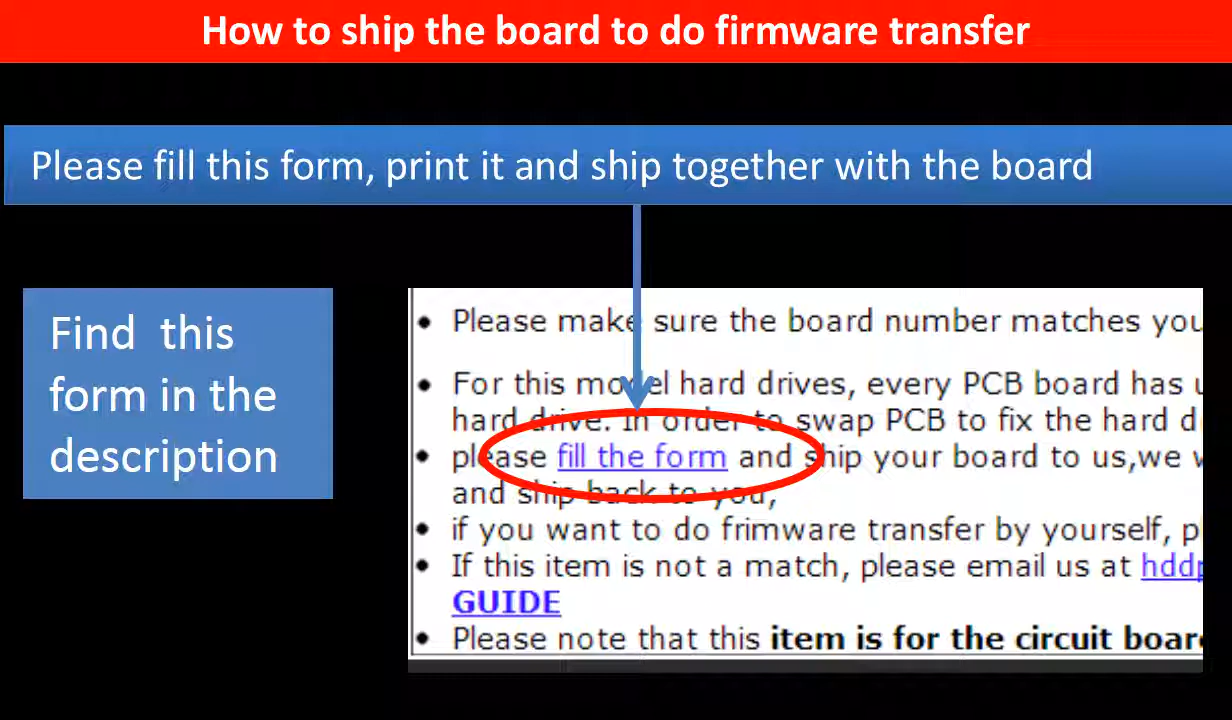 How to ship the board to do firmware transfer
Please fill this form, print it and ship together with the board
Find this
form in the
description
Please make sure the board number matches you
For this model hard drives, every PCB board has
hard drive. In order to swap PCB to fix the hard d
please fill the form and ship your board to us,we w
and ship back to you,
if you want to do frimware transfer by yourself, pl
If this item is not a match, please email us at hddp
GUIDE
Please note that this item is for the circuit boar